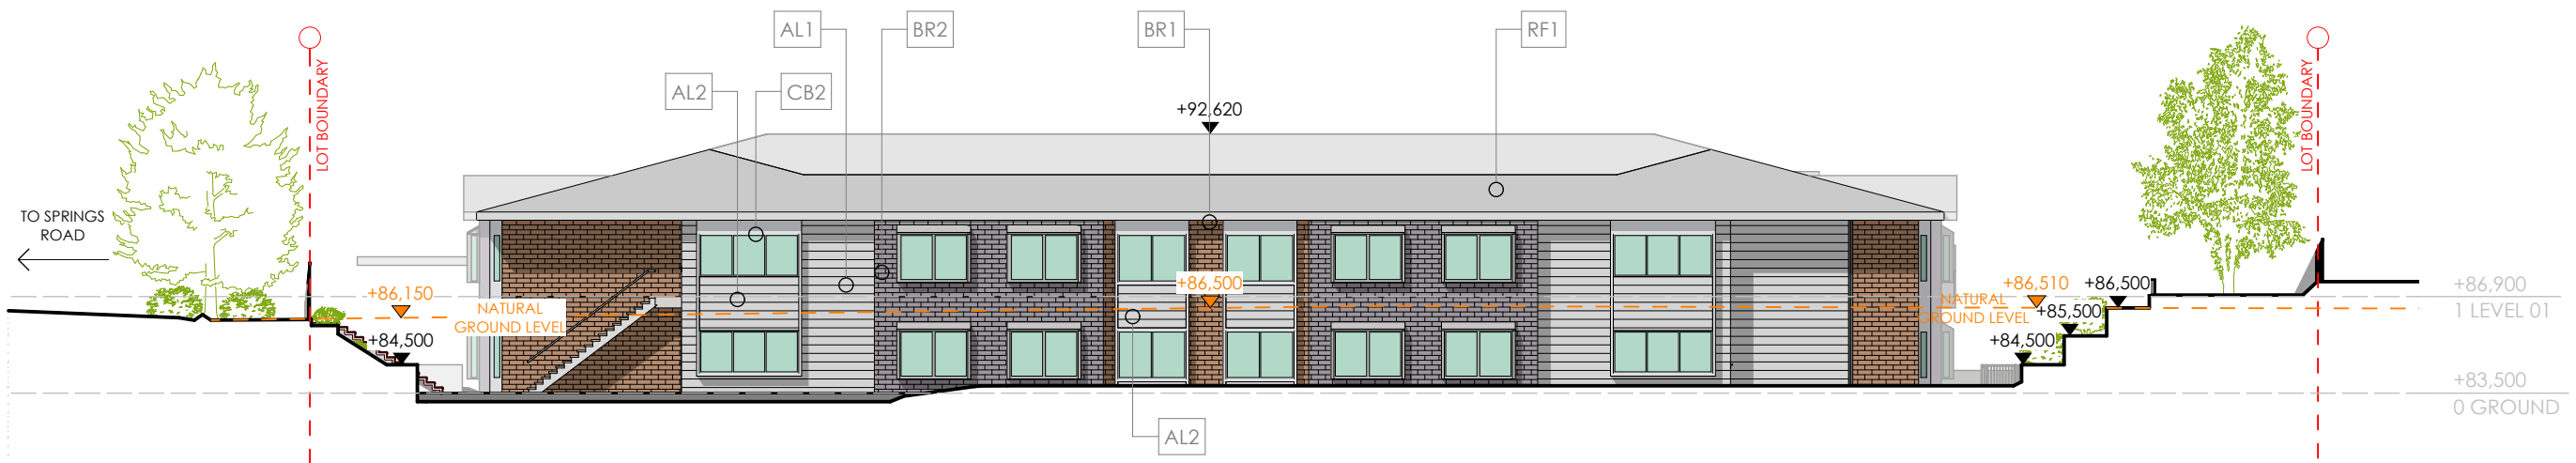 AL1
BR2
BR1
RF1
AL2
CB2
LOT BOUNDARY
LOT BOUNDARY
+92,620
TO SPRINGS
ROAD
+86,150
NATURAL
GROUND LEVEL
+84,500
+86,500
+86,510
+86,500
NATURAL
GROUND LEVEL
+85,500
+84,500
+86,900
1 LEVEL 01
+83,500
0 GROUND
AL2